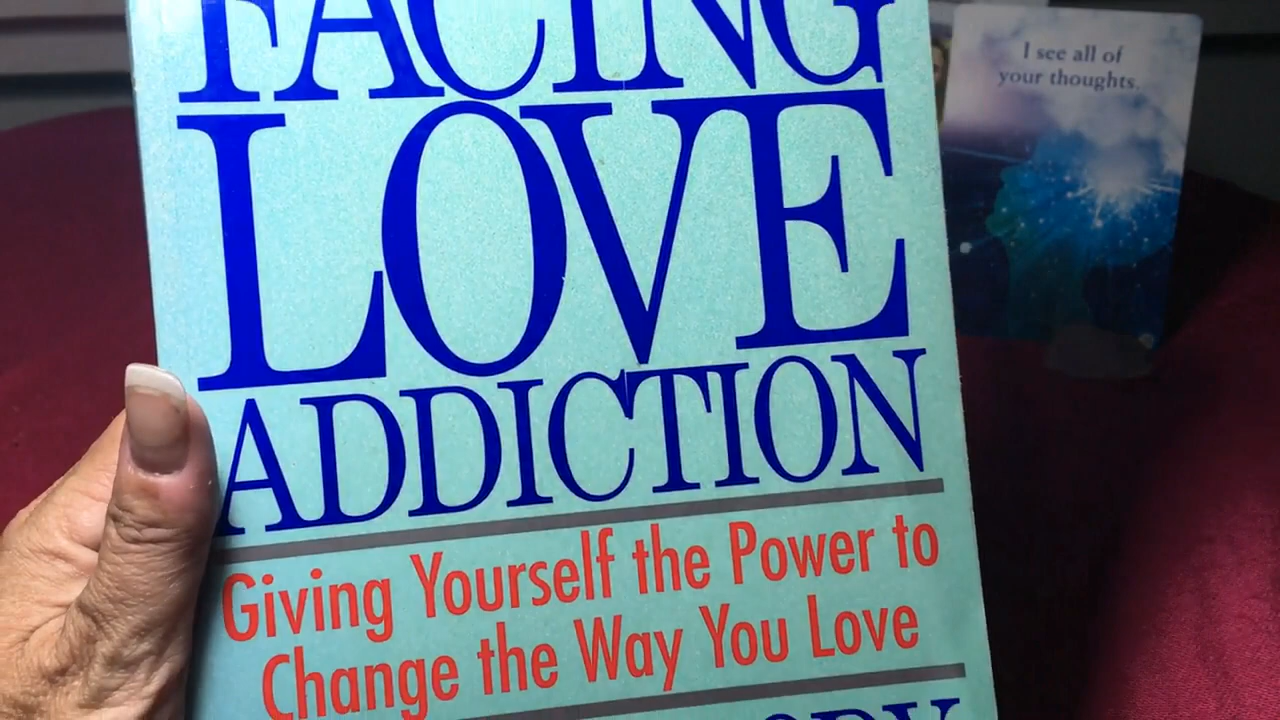 FACING
LOVE
ADDICTION
Giving Yourself the Power to
Change the Way You Love
I see all of
your thoughts.